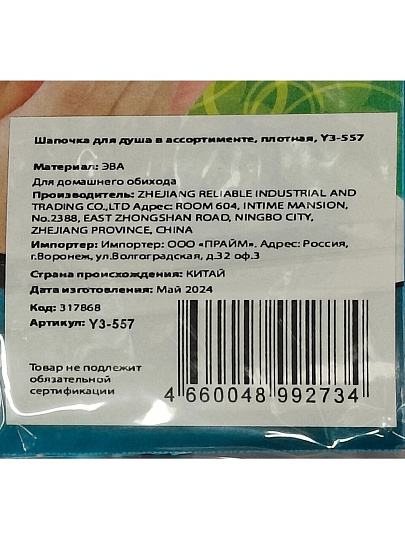 Шапочка для душа в ассортименте, плотная, Y3-557
Материал: ЭВА
Для домашнего обихода
Производитель: ZHEJIANG RELIABLE INDUSTRIAL AND
TRADING CO.,LTD Адрес: ROOM 604, INTIME MANSION,
No.2388, EAST ZHONGSHAN ROAD, NINGBO CITY,
ZHEJIANG PROVINCE, CHINA
Импортер: Импортер: ООО «ПРАЙМ». Адрес: Россия,
г.Воронеж, ул.Волгоградская, д.32 оф.3
Страна происхождения: КИТАЙ
Дата изготовления: Май 2024
Код: 317868
Артикул: Y3-557
Товар не подлежит
обязательной
сертификации
4 660048 992734